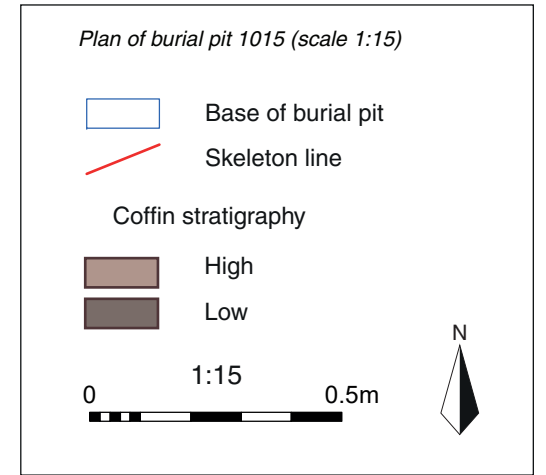 Plan of burial pit 1015 (scale 1:15)
Base of burial pit
Skeleton line
Coffin stratigraphy
High
Low
1:15
0 0.5m
N